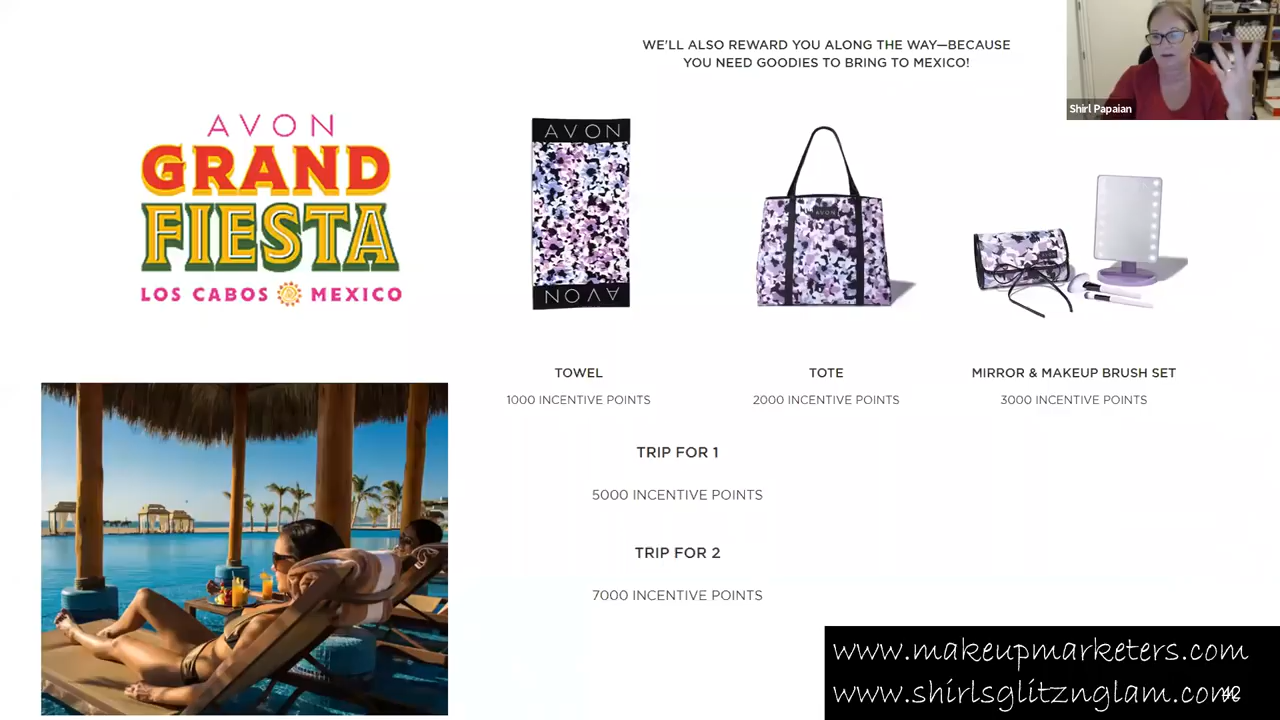 WE'LL ALSO REWARD YOU ALONG THE WAY—BECAUSE
YOU NEED GOODIES TO BRING TO MEXICO!
Shirl Papaian
AVON
GRAND
FIESTA
LOS CABOS MEXICO
AVON
AVON
AVON
TOWEL
1000 INCENTIVE POINTS
TOTE
2000 INCENTIVE POINTS
MIRROR & MAKEUP BRUSH SET
3000 INCENTIVE POINTS
TRIP FOR 1
5000 INCENTIVE POINTS
TRIP FOR 2
7000 INCENTIVE POINTS
www.makeupmarketers.com
www.shirlsglitznglam.com